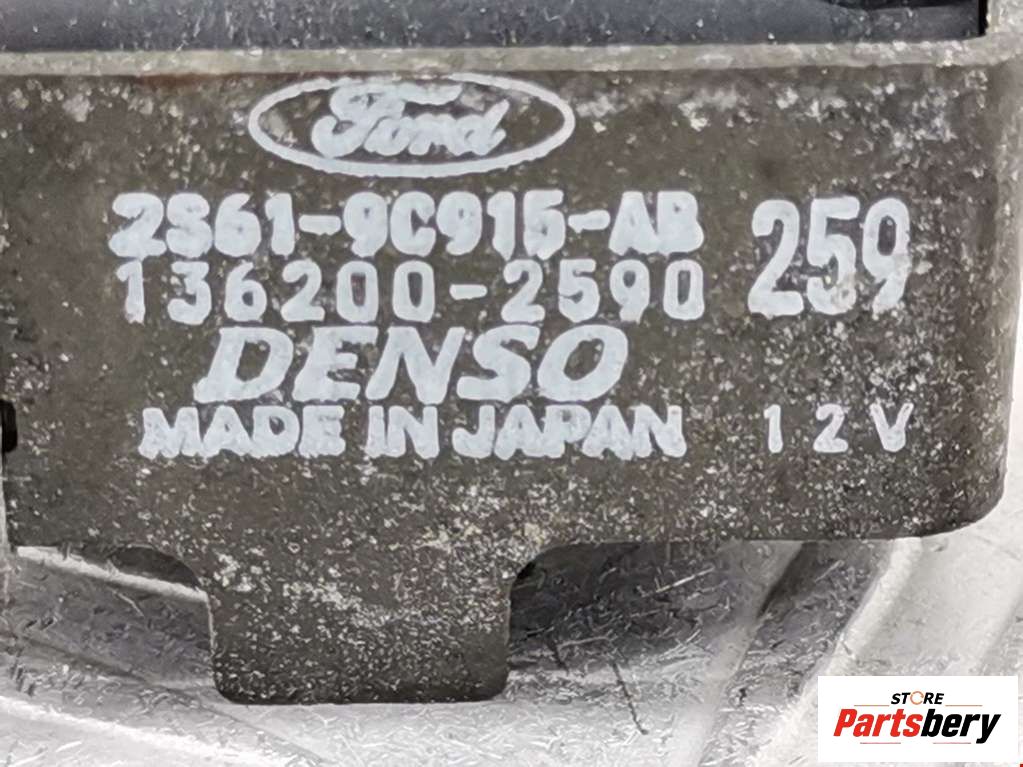 Ford
2S61-9C915-AB
136200-2590 259
DENSO
MADE IN JAPAN 12V
STORE
Partsbery